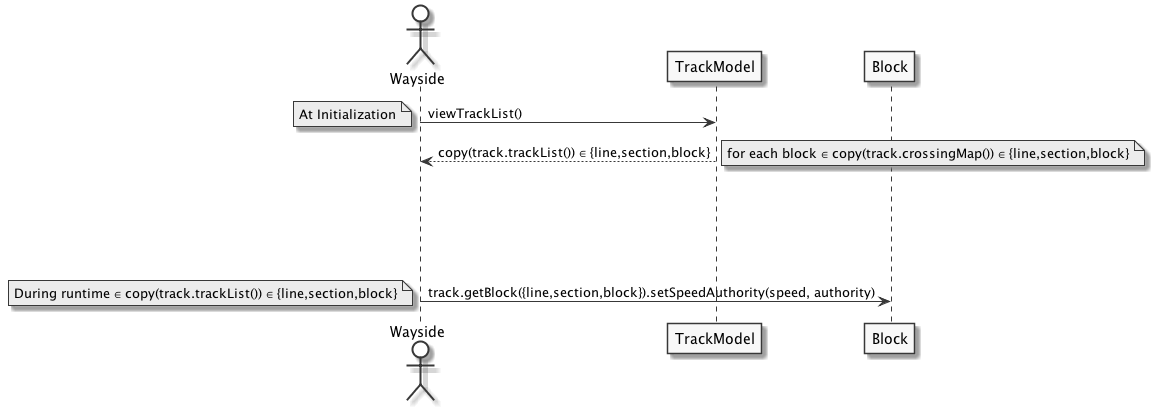 Wayside
TrackModel
Block
At Initialization
viewTrackList()
copy(track.trackList()) ∈ {line,section,block}
for each block ∈ copy(track.crossingMap()) ∈ {line,section,block}
During runtime ∈ copy(track.trackList()) ∈ {line,section,block}
track.getBlock({line,section,block}).setSpeedAuthority(speed, authority)
Wayside
TrackModel
Block